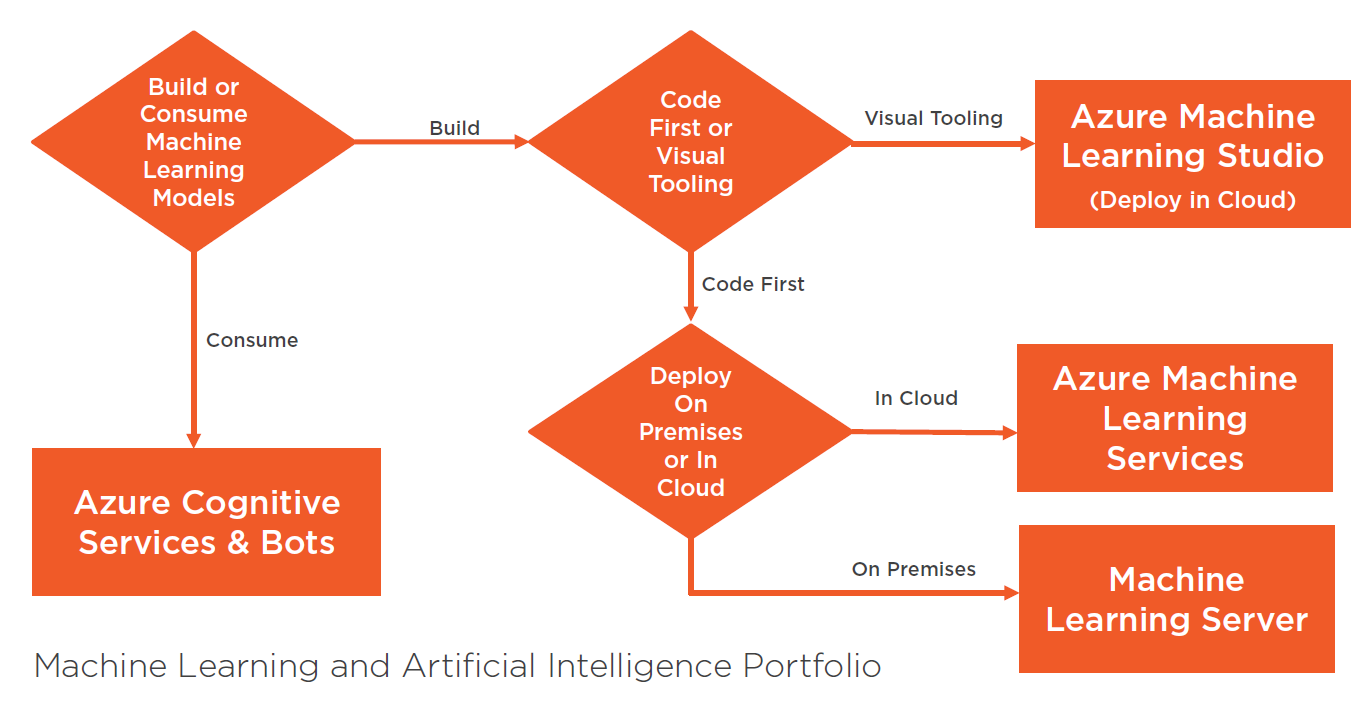 Build or
Consume
Machine
Learning
Models
Build
Code
First or
Visual
Tooling
Visual Tooling
Azure Machine
Learning Studio
(Deploy in Cloud)
Consume
Code First
Deploy
On
Premises
or In
Cloud
In Cloud
Azure Machine
Learning
Services
Azure Cognitive
Services & Bots
On Premises
Machine
Learning Server
Machine Learning and Artificial Intelligence Portfolio